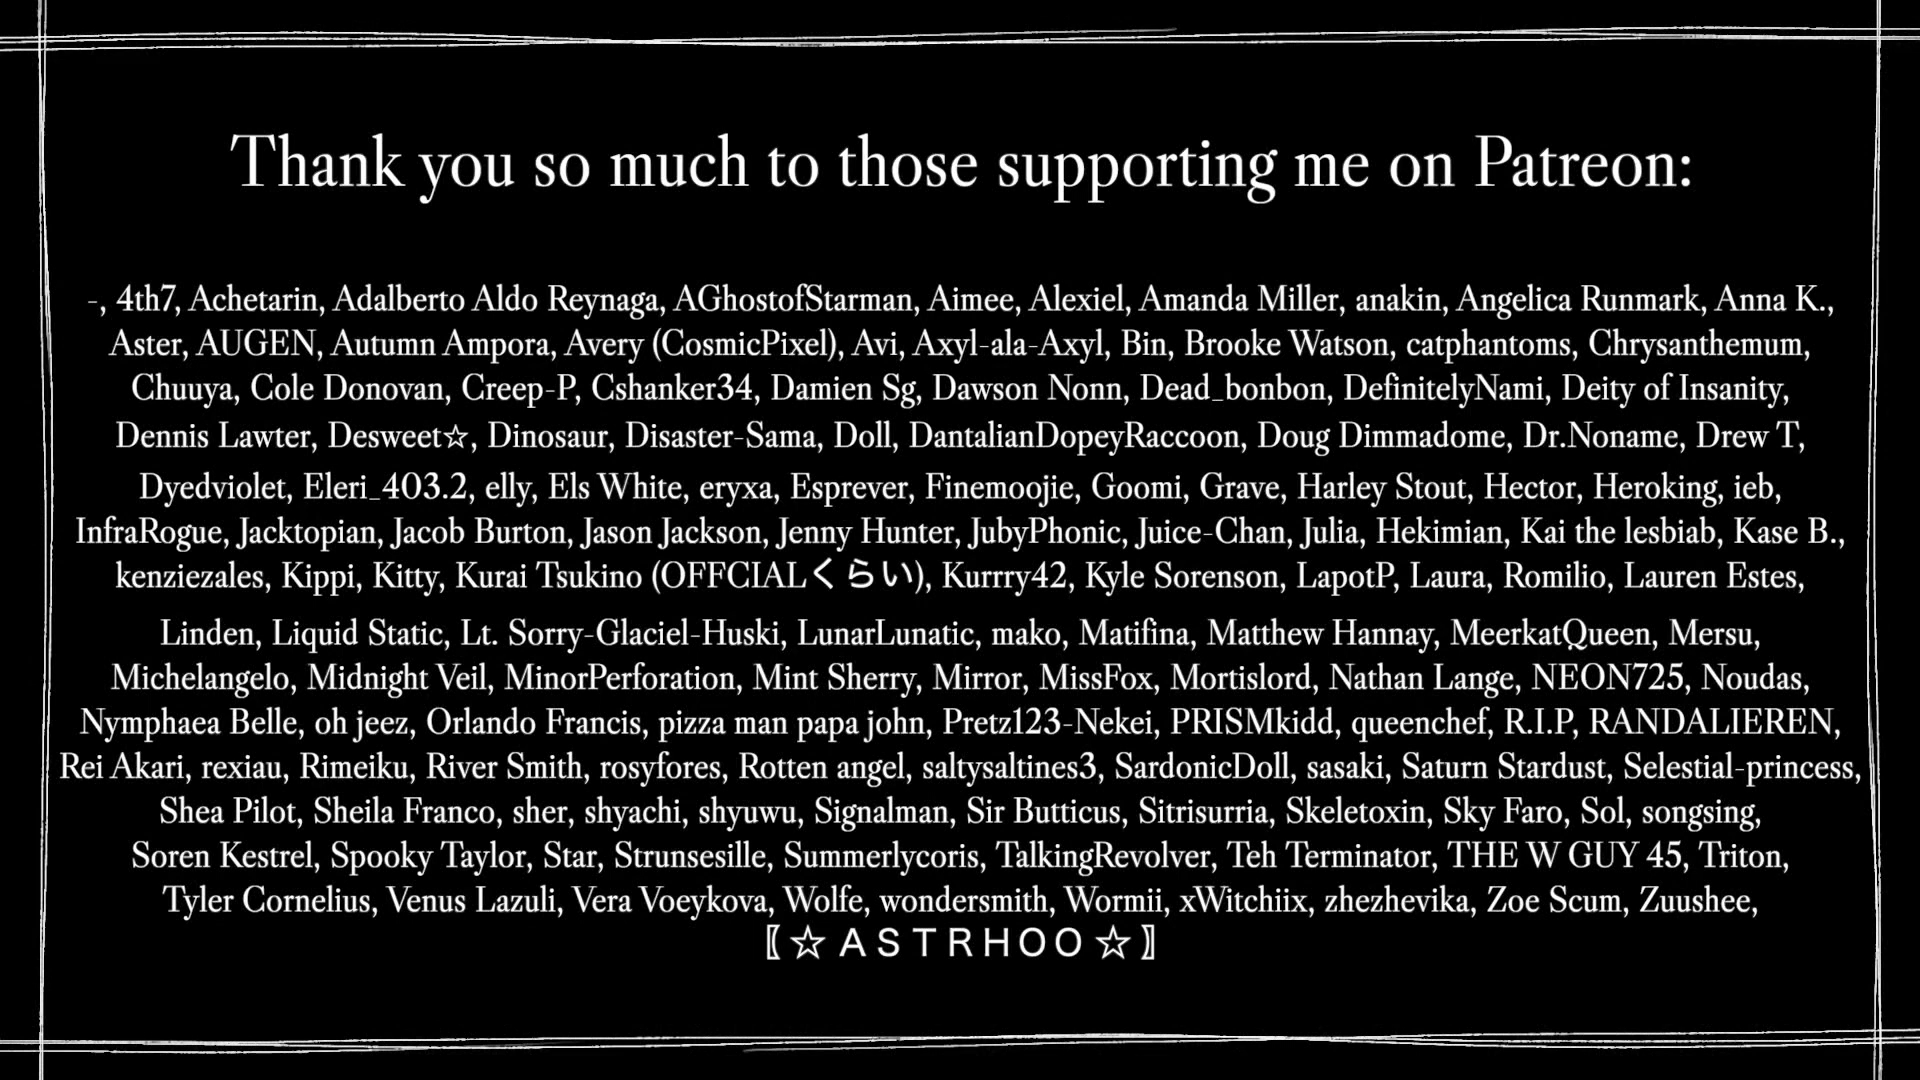 Thank you so much to those supporting me on Patreon:
-, 4th7, Achetarin, Adalberto Aldo Reynaga, AGhostofStarman, Aimee, Alexiel, Amanda Miller, anakin, Angelica Runmark, Anna K.,
Aster, AUGEN, Autumn Ampora, Avery (CosmicPixel), Avi, Axyl-ala-Axyl, Bin, Brooke Watson, catphantoms, Chrysanthemum,
Chuuya, Cole Donovan, Creep-P, Cshanker34, Damien Sg, Dawson Nonn, Dead_bonbon, DefinitelyNami, Deity of Insanity,
Dennis Lawter, Desweet☆, Dinosaur, Disaster-Sama, Doll, DantalianDopeyRaccoon, Doug Dimmadome, Dr.Noname, Drew T,
Dyedviolet, Eleri_403.2, elly, Els White, eryxa, Esprever, Finemoojie, Goomi, Grave, Harley Stout, Hector, Heroking, ieb,
InfraRogue, Jacktopian, Jacob Burton, Jason Jackson, Jenny Hunter, JubyPhonic, Juice-Chan, Julia, Hekimian, Kai the lesbiab, Kase B.,
kenziezales, Kippi, Kitty, Kurai Tsukino (OFFCIALくらい), Kurrry42, Kyle Sorenson, LapotP, Laura, Romilio, Lauren Estes,
Linden, Liquid Static, Lt. Sorry-Glaciel-Huski, LunarLunatic, mako, Matifina, Matthew Hannay, MeerkatQueen, Mersu,
Michelangelo, Midnight Veil, MinorPerforation, Mint Sherry, Mirror, MissFox, Mortislord, Nathan Lange, NEON725, Noudas,
Nymphaea Belle, oh jeez, Orlando Francis, pizza man papa john, Pretz123-Nekei, PRISMkidd, queenchef, R.I.P, RANDALIEREN,
Rei Akari, rexiau, Rimeiku, River Smith, rosyfores, Rotten angel, saltysaltines3, SardonicDoll, sasaki, Saturn Stardust, Selestial-princess,
Shea Pilot, Sheila Franco, sher, shyachi, shyuwu, Signalman, Sir Butticus, Sitrisurria, Skeletoxin, Sky Faro, Sol, songsing,
Soren Kestrel, Spooky Taylor, Star, Strunsesille, Summerlycoris, TalkingRevolver, Teh Terminator, THE W GUY 45, Triton,
Tyler Cornelius, Venus Lazuli, Vera Voeykova, Wolfe, wondersmith, Wormii, xWitchiix, zhezhevika, Zoe Scum, Zuushee,
〖☆ A S T R H O O ☆〗